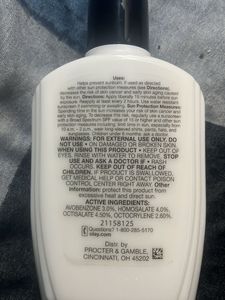 Uses:
Helps prevent sunburn. If used as directed
with other sun protection measures (see Directions),
decreases the risk of skin cancer and early skin aging caused
by the sun. Directions: Apply liberally 15 minutes before sun
exposure. Reapply at least every 2 hours. Use water resistant
sunscreen if swimming or sweating. Sun Protection Measures:
Spending time in the sun increases your risk of skin cancer and
early skin aging. To decrease this risk, regularly use a sunscreen
with a Broad Spectrum SPF value of 15 or higher and other sun
protection measures including: limit time in sun, especially from
10 a.m. - 2 p.m., wear long-sleeved shirts, pants, hats, and
sunglasses. Children under 6 months: ask a doctor
WARNINGS: FOR EXTERNAL USE ONLY. DO NOT
USE ON • DAMAGED OR BROKEN SKIN.
WHEN USING THIS PRODUCT • KEEP OUT OF
EYES. RINSE WITH WATER TO REMOVE. STOP
USE AND ASK A DOCTOR IF • RASH
OCCURS. KEEP OUT OF REACH OF
CHILDREN. IF PRODUCT IS SWALLOWED,
GET MEDICAL HELP OR CONTACT POISON
CONTROL CENTER RIGHT AWAY. Other
information: protect this product from
excessive heat and direct sun.
ACTIVE INGREDIENTS:
AVOBENZONE 3.0%, HOMOSALATE 4.0%,
OCTISALATE 4.50%, OCTOCRYLENE 2.60%.
21158125
Questions? 1-800-285-5170
olay.com
Distr. by
PROCTER & GAMBLE,
CINCINNATI, OH 45202